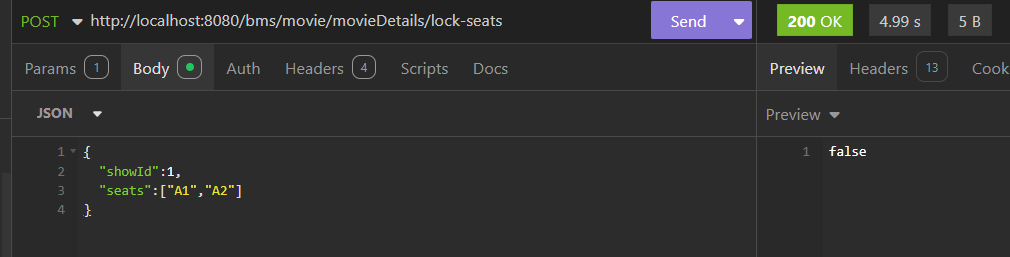 POST http://localhost:8080/bms/movie/movieDetails/lock-seats Send 200 OK 4.99 s 5 B
Params 1 Body Auth Headers 4 Scripts Docs Preview Headers 13 Cook
JSON Preview
1 { 1 false
2 "showId":1,
3 "seats":["A1","A2"]
4 }